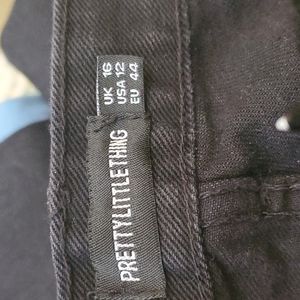 UK 16
USA 12
EU 44
PRETTYLITTLETHING